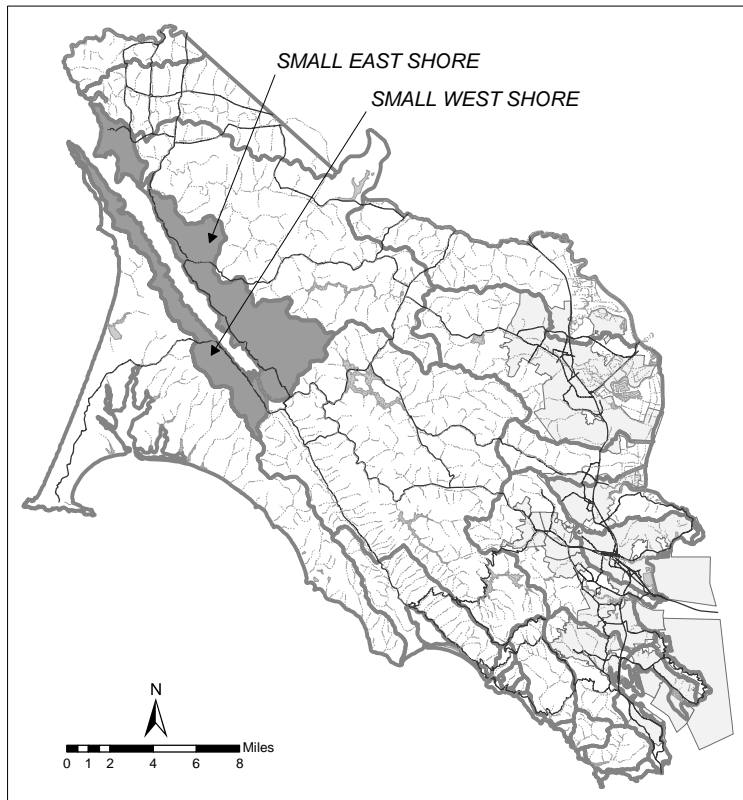 SMALL EAST SHORE
SMALL WEST SHORE
N
Miles
0 1 2 4 6 8